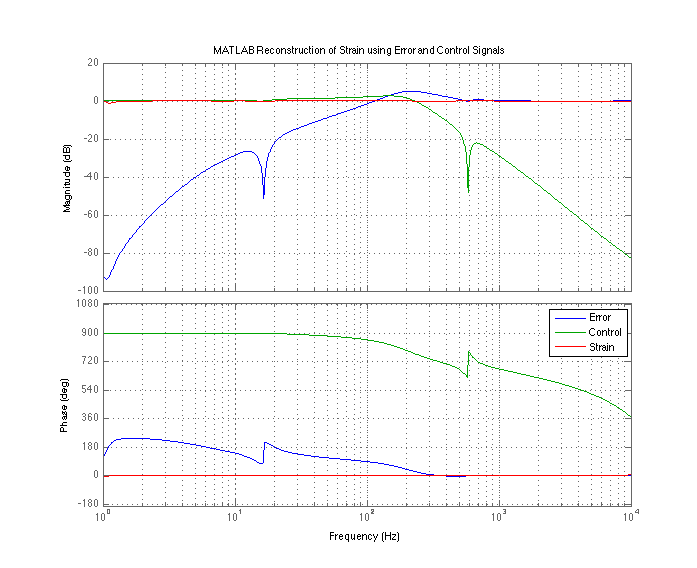 MATLAB Reconstruction of Strain using Error and Control Signals
20
0
-20
-40
-60
-80
-100
Magnitude (dB)
1080
900
720
540
360
180
0
-180
Phase (deg)
Error
Control
Strain
10^0
10^1
10^2
10^3
10^4
Frequency (Hz)